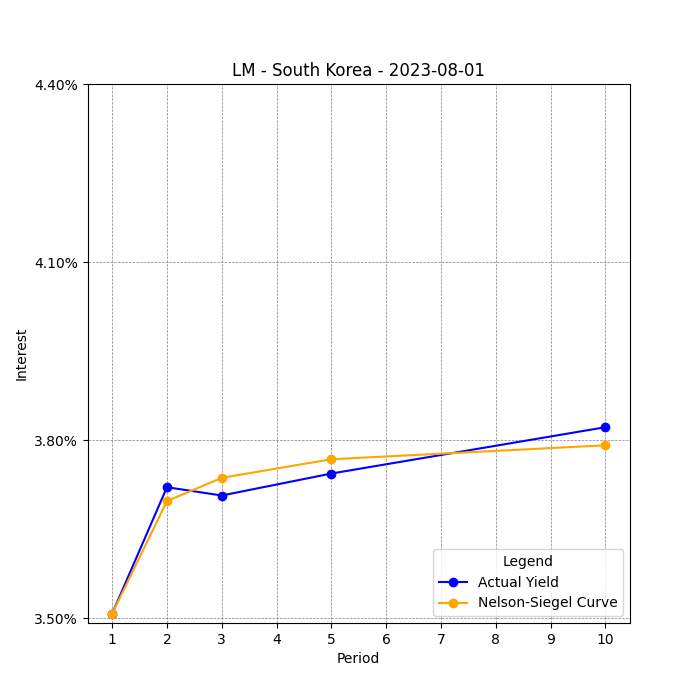 LM - South Korea - 2023-08-01
4.40%
4.10%
3.80%
3.50%
Interest
1 2 3 4 5 6 7 8 9 10
Period
Legend
Actual Yield
Nelson-Siegel Curve